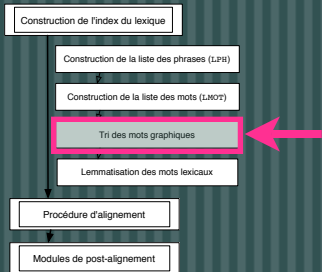 Construction de l'index du lexique
Construction de la liste des phrases (LPH)
Construction de la liste des mots (LMOT)
Tri des mots graphiques
Lemmatisation des mots lexicaux
Procédure d'alignement
Modules de post-alignement